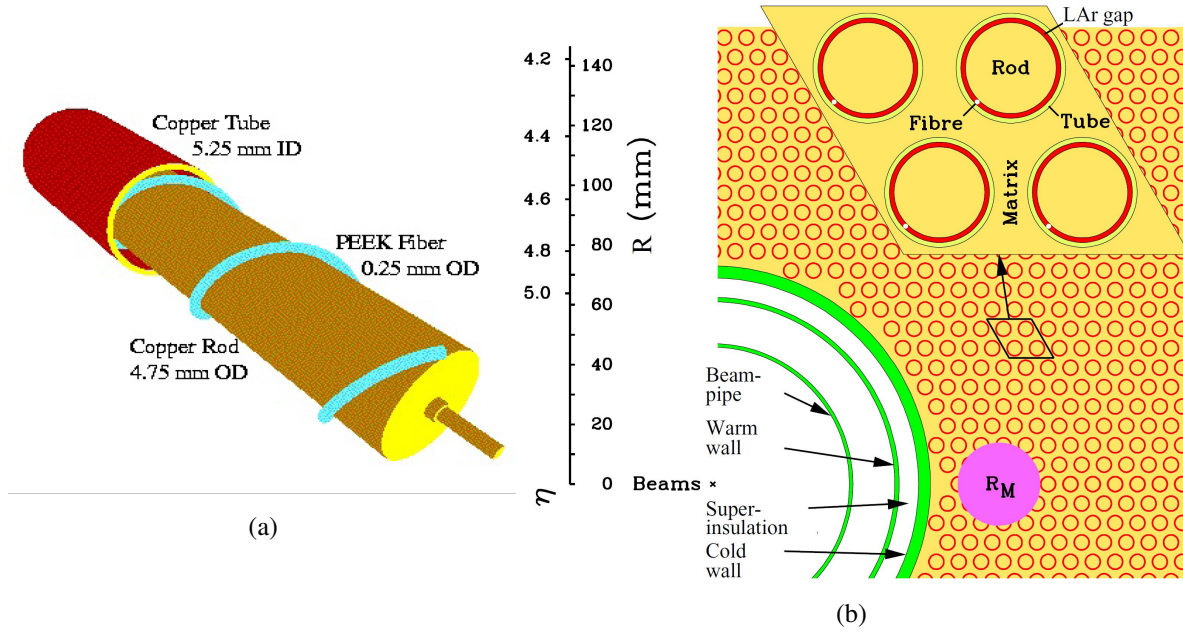 Copper Tube
5.25 mm ID
PEEK Fiber
0.25 mm OD
Copper Rod
4.75 mm OD
(a)
4.2
4.4
4.6
4.8
5.0
η
140
120
100
80
60
40
20
0
R (mm)
LAr gap
Rod
Fibre
Tube
Matrix
Beam-
pipe
Warm
wall
Beams ×
Super-
insulation
Cold
wall
R_M
(b)